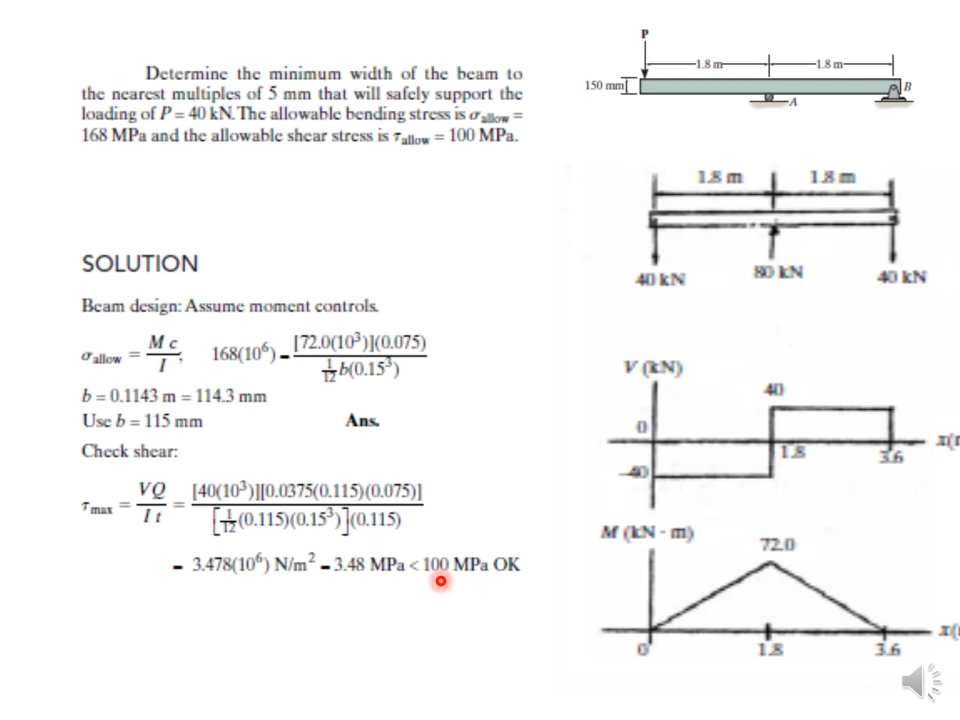 Determine the minimum width of the beam to
the nearest multiples of 5 mm that will safely support the
loading of P = 40 kN. The allowable bending stress is σallow =
168 MPa and the allowable shear stress is τallow = 100 MPa.
P
1.8 m
1.8 m
150 mm
A
B
1.8 m
1.8 m
40 kN
80 kN
40 kN
SOLUTION
Beam design: Assume moment controls.
σallow = M c / I; 168(10⁶) = [72.0(10³)](0.075) / 1/12 b(0.15³)
b = 0.1143 m = 114.3 mm
Use b = 115 mm Ans.
Check shear:
τmax = VQ / I t = [40(10³)][0.0375(0.115)(0.075)] / [1/12 (0.115)(0.15³)](0.115)
= 3.478(10⁶) N/m² = 3.48 MPa < 100 MPa OK
V (kN)
40
0
1.8
3.6
-40
M (kN - m)
72.0
0
1.8
3.6